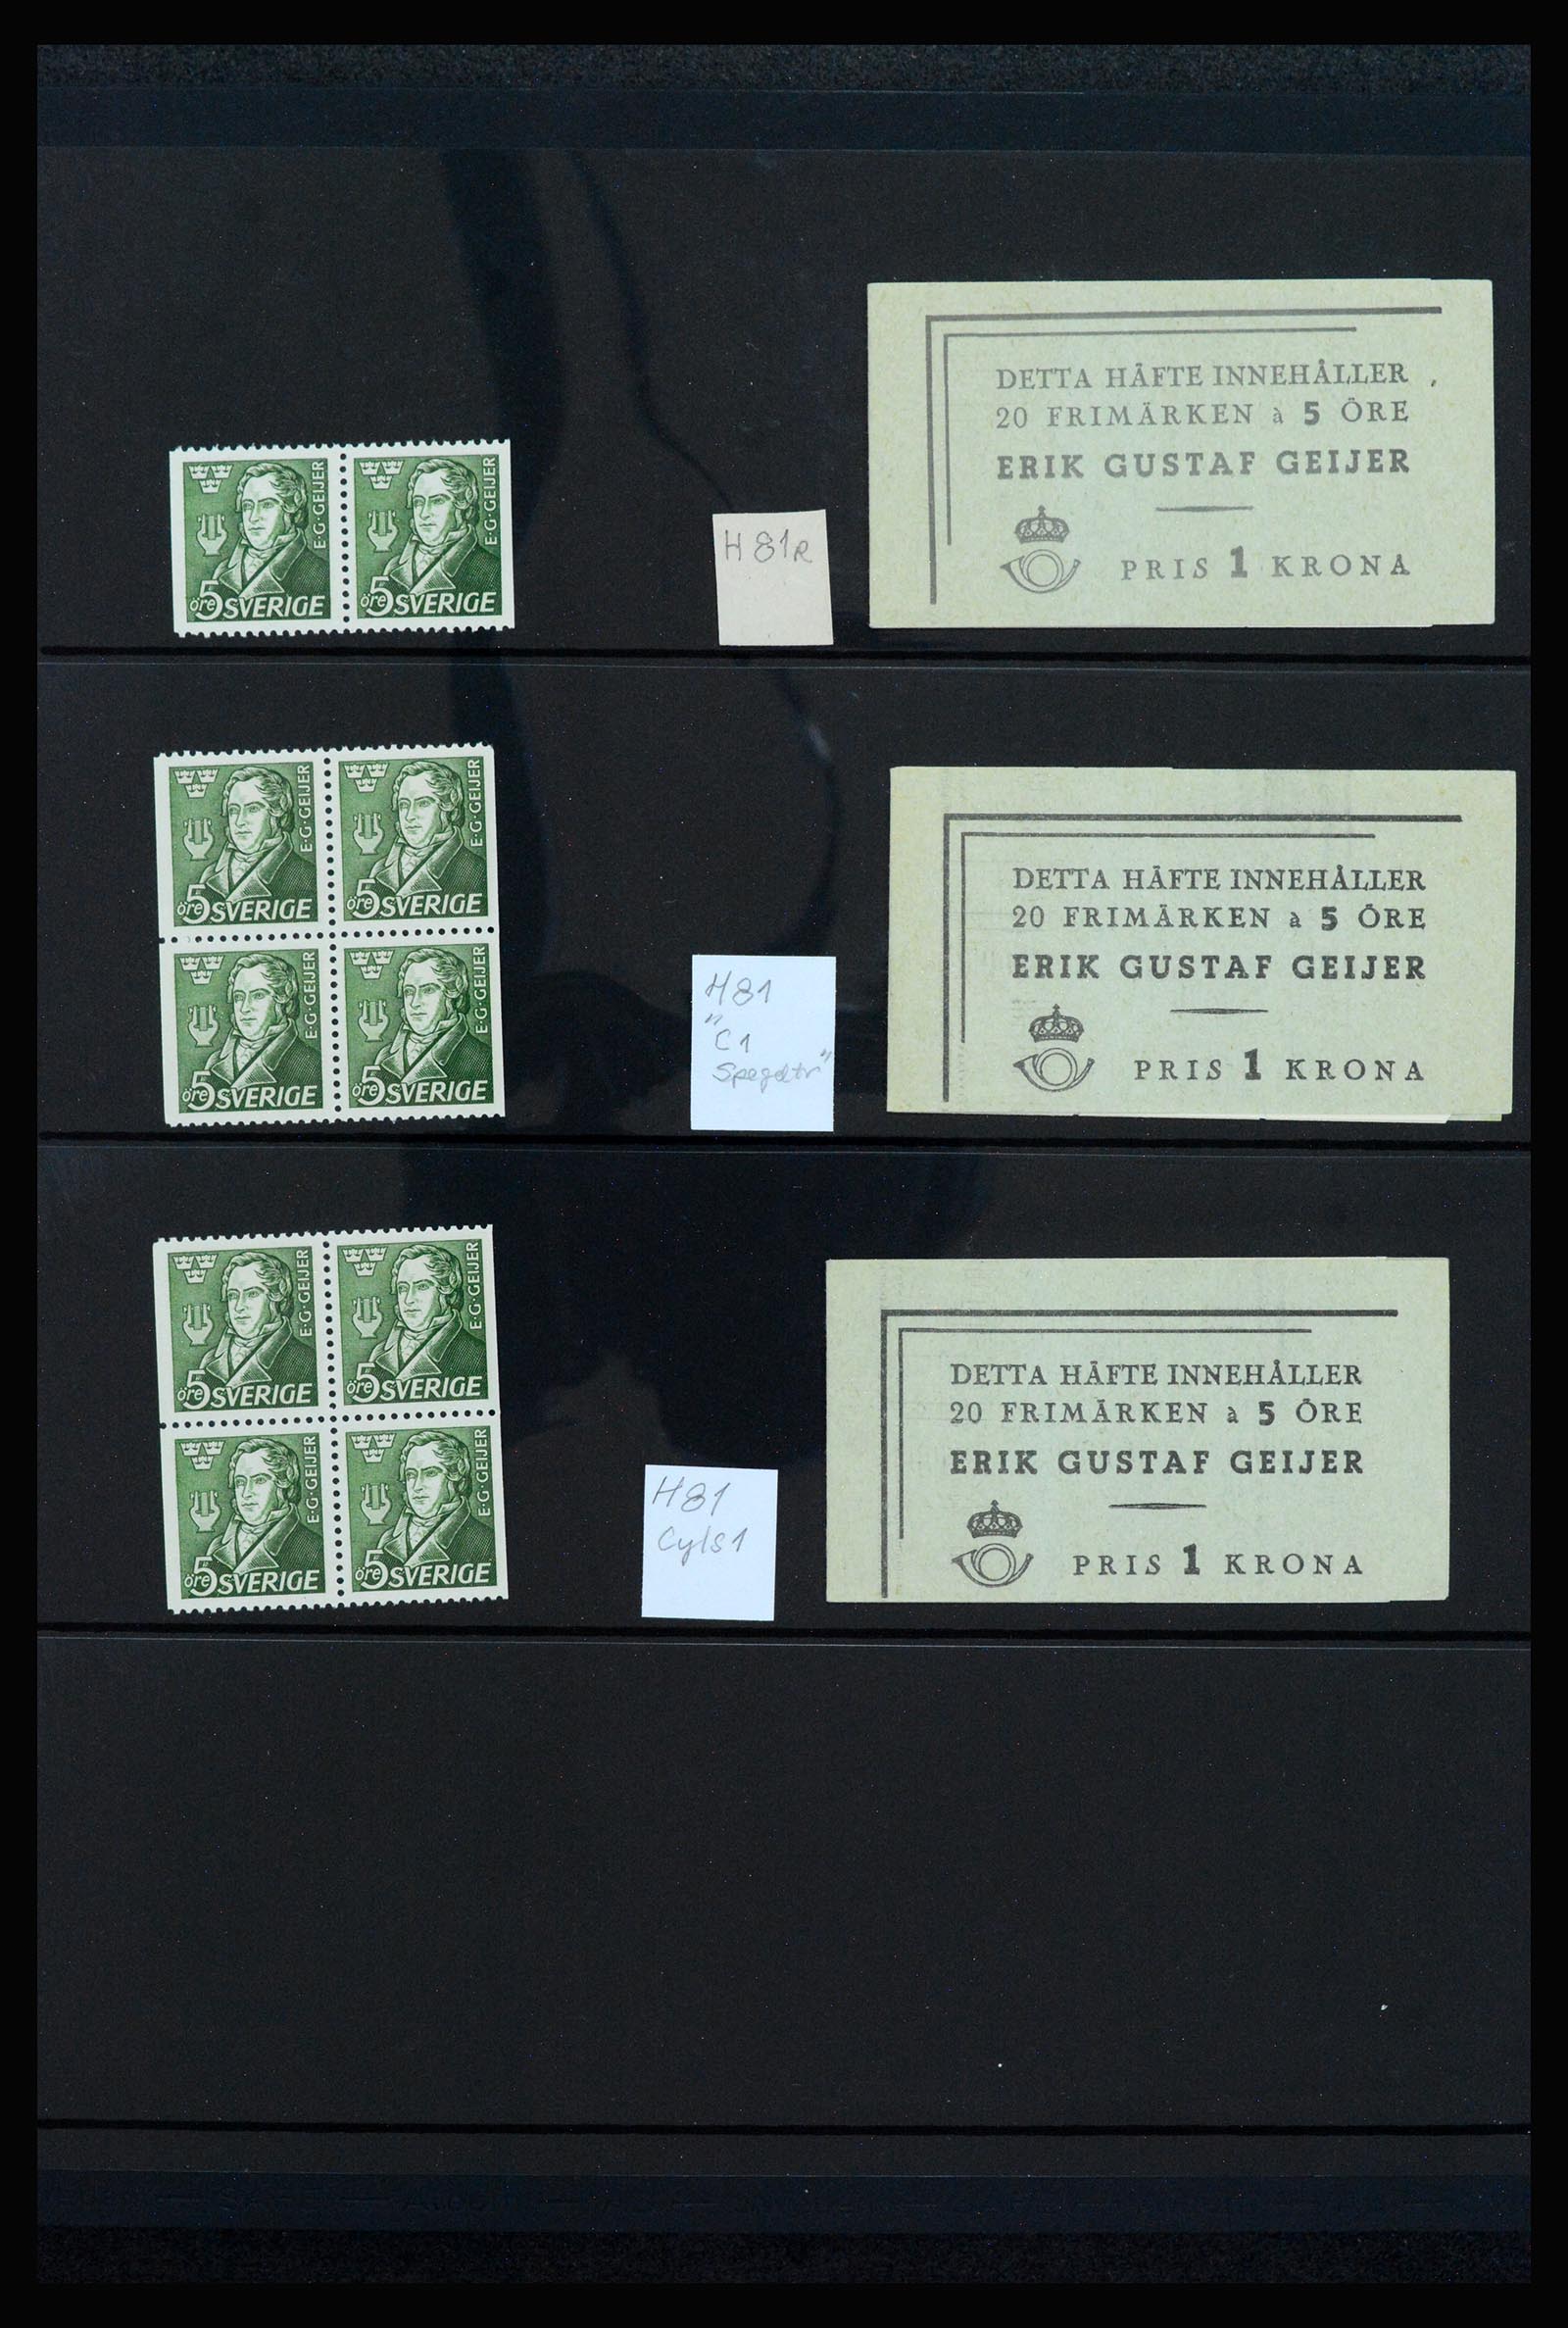 E·G·GEIJER
E·G·GEIJER
5 öre SVERIGE
5 öre SVERIGE
H 81R
DETTA HÄFTE INNEHÅLLER
20 FRIMÄRKEN à 5 ÖRE
ERIK GUSTAF GEIJER
PRIS 1 KRONA
E·G·GEIJER
E·G·GEIJER
5 öre SVERIGE
5 öre SVERIGE
E·G·GEIJER
E·G·GEIJER
5 öre SVERIGE
5 öre SVERIGE
H81
"C1
Spegeltr"
DETTA HÄFTE INNEHÅLLER
20 FRIMÄRKEN à 5 ÖRE
ERIK GUSTAF GEIJER
PRIS 1 KRONA
E·G·GEIJER
E·G·GEIJER
5 öre SVERIGE
5 öre SVERIGE
E·G·GEIJER
E·G·GEIJER
5 öre SVERIGE
5 öre SVERIGE
H81
Cyls1
DETTA HÄFTE INNEHÅLLER
20 FRIMÄRKEN à 5 ÖRE
ERIK GUSTAF GEIJER
PRIS 1 KRONA